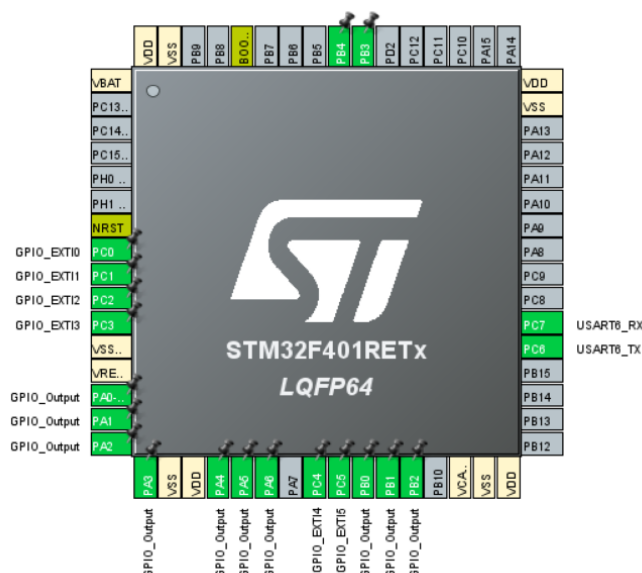 VDD
VSS
PB9
PB8
BOO..
PB7
PB6
PB5
PB4
PB3
PD2
PC12
PC11
PC10
PA15
PA14
VBAT
PC13..
PC14..
PC15..
PH0 ..
PH1 ..
NRST
GPIO_EXTI0 PC0
GPIO_EXTI1 PC1
GPIO_EXTI2 PC2
GPIO_EXTI3 PC3
VSS..
VRE..
GPIO_Output PA0-..
GPIO_Output PA1
GPIO_Output PA2
STM32F401RETx
LQFP64
VDD
VSS
PA13
PA12
PA11
PA10
PA9
PA8
PC9
PC8
PC7 USART6_RX
PC6 USART6_TX
PB15
PB14
PB13
PB12
PA3
VSS
VDD
PA4
PA5
PA6
PA7
PC4
PC5
PB0
PB1
PB2
PB10
VCA..
VSS
VDD
GPIO_Output
GPIO_Output
GPIO_Output
GPIO_Output
GPIO_EXTI4
GPIO_EXTI5
GPIO_Output
GPIO_Output
GPIO_Output